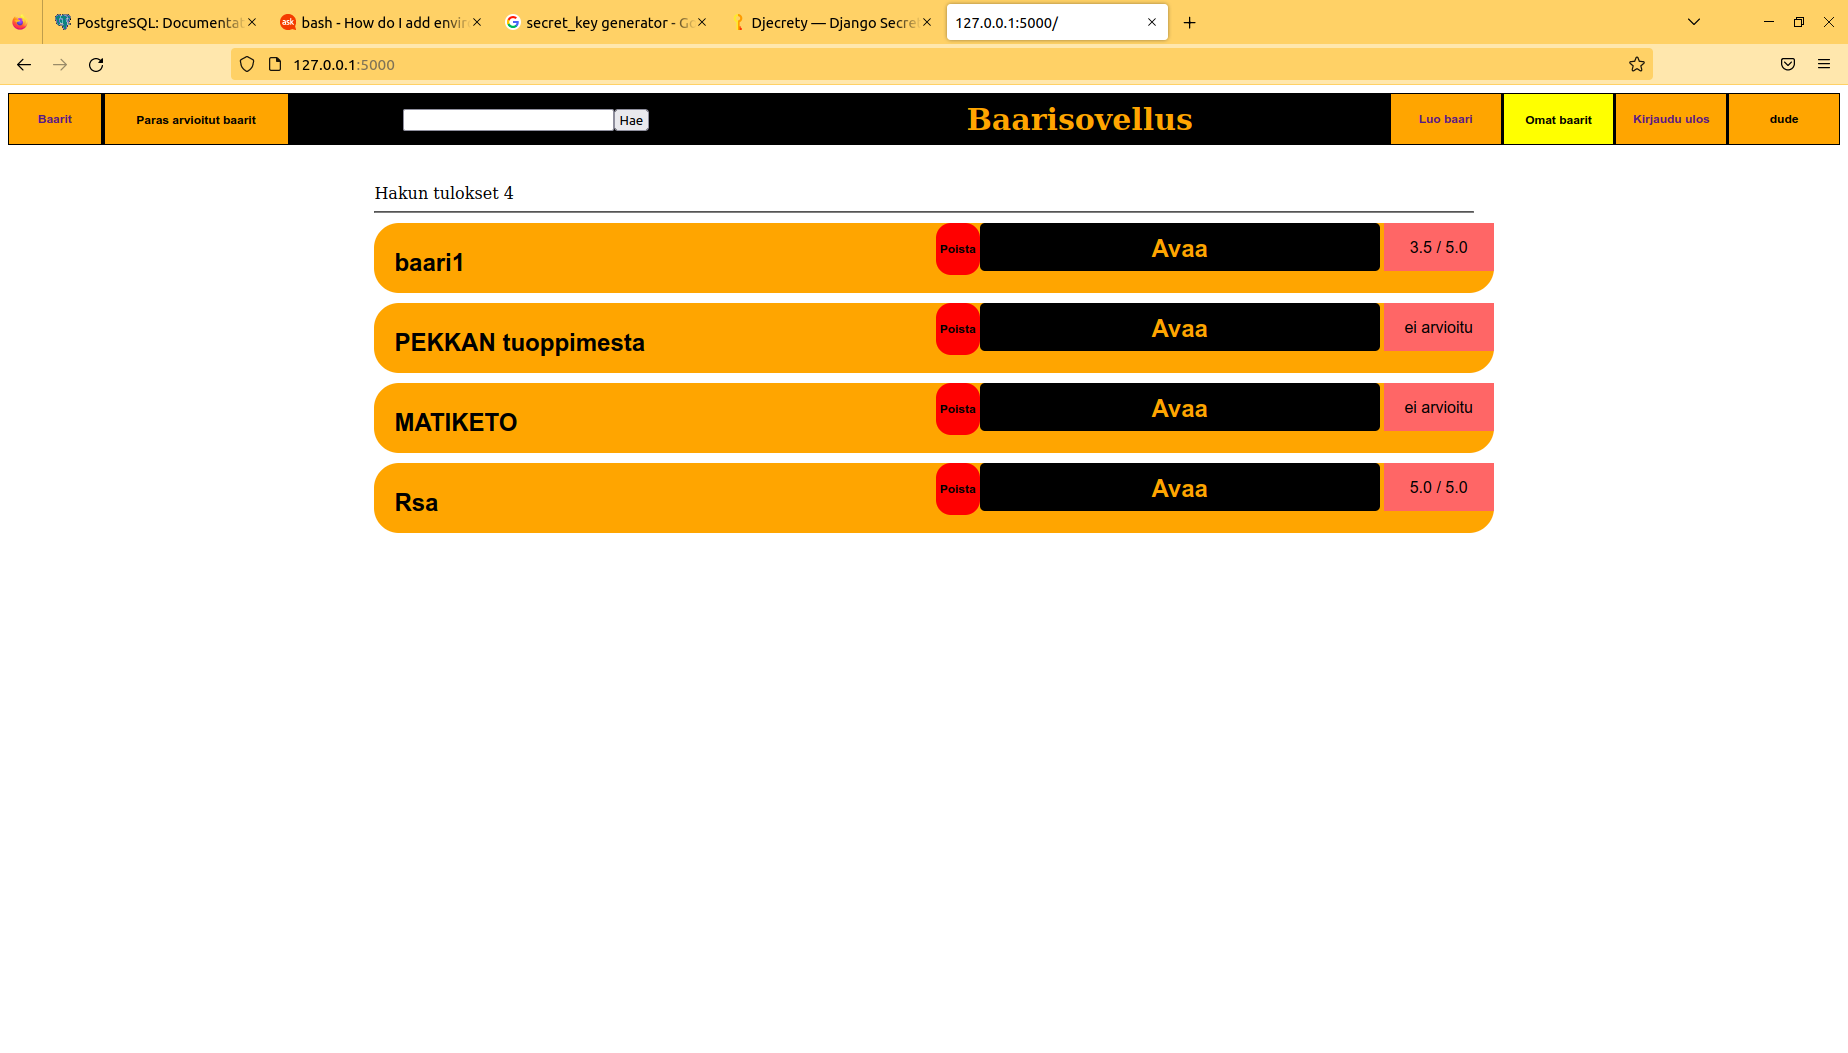 PostgreSQL: Documentat
bash - How do I add envir
secret_key generator - Go
Djecrety — Django Secre
127.0.0.1:5000/
127.0.0.1:5000
Baarit
Paras arvioitut baarit
Hae
Baarisovellus
Luo baari
Omat baarit
Kirjaudu ulos
dude
Hakun tulokset 4
baari1 Poista Avaa 3.5 / 5.0
PEKKAN tuoppimesta Poista Avaa ei arvioitu
MATIKETO Poista Avaa ei arvioitu
Rsa Poista Avaa 5.0 / 5.0